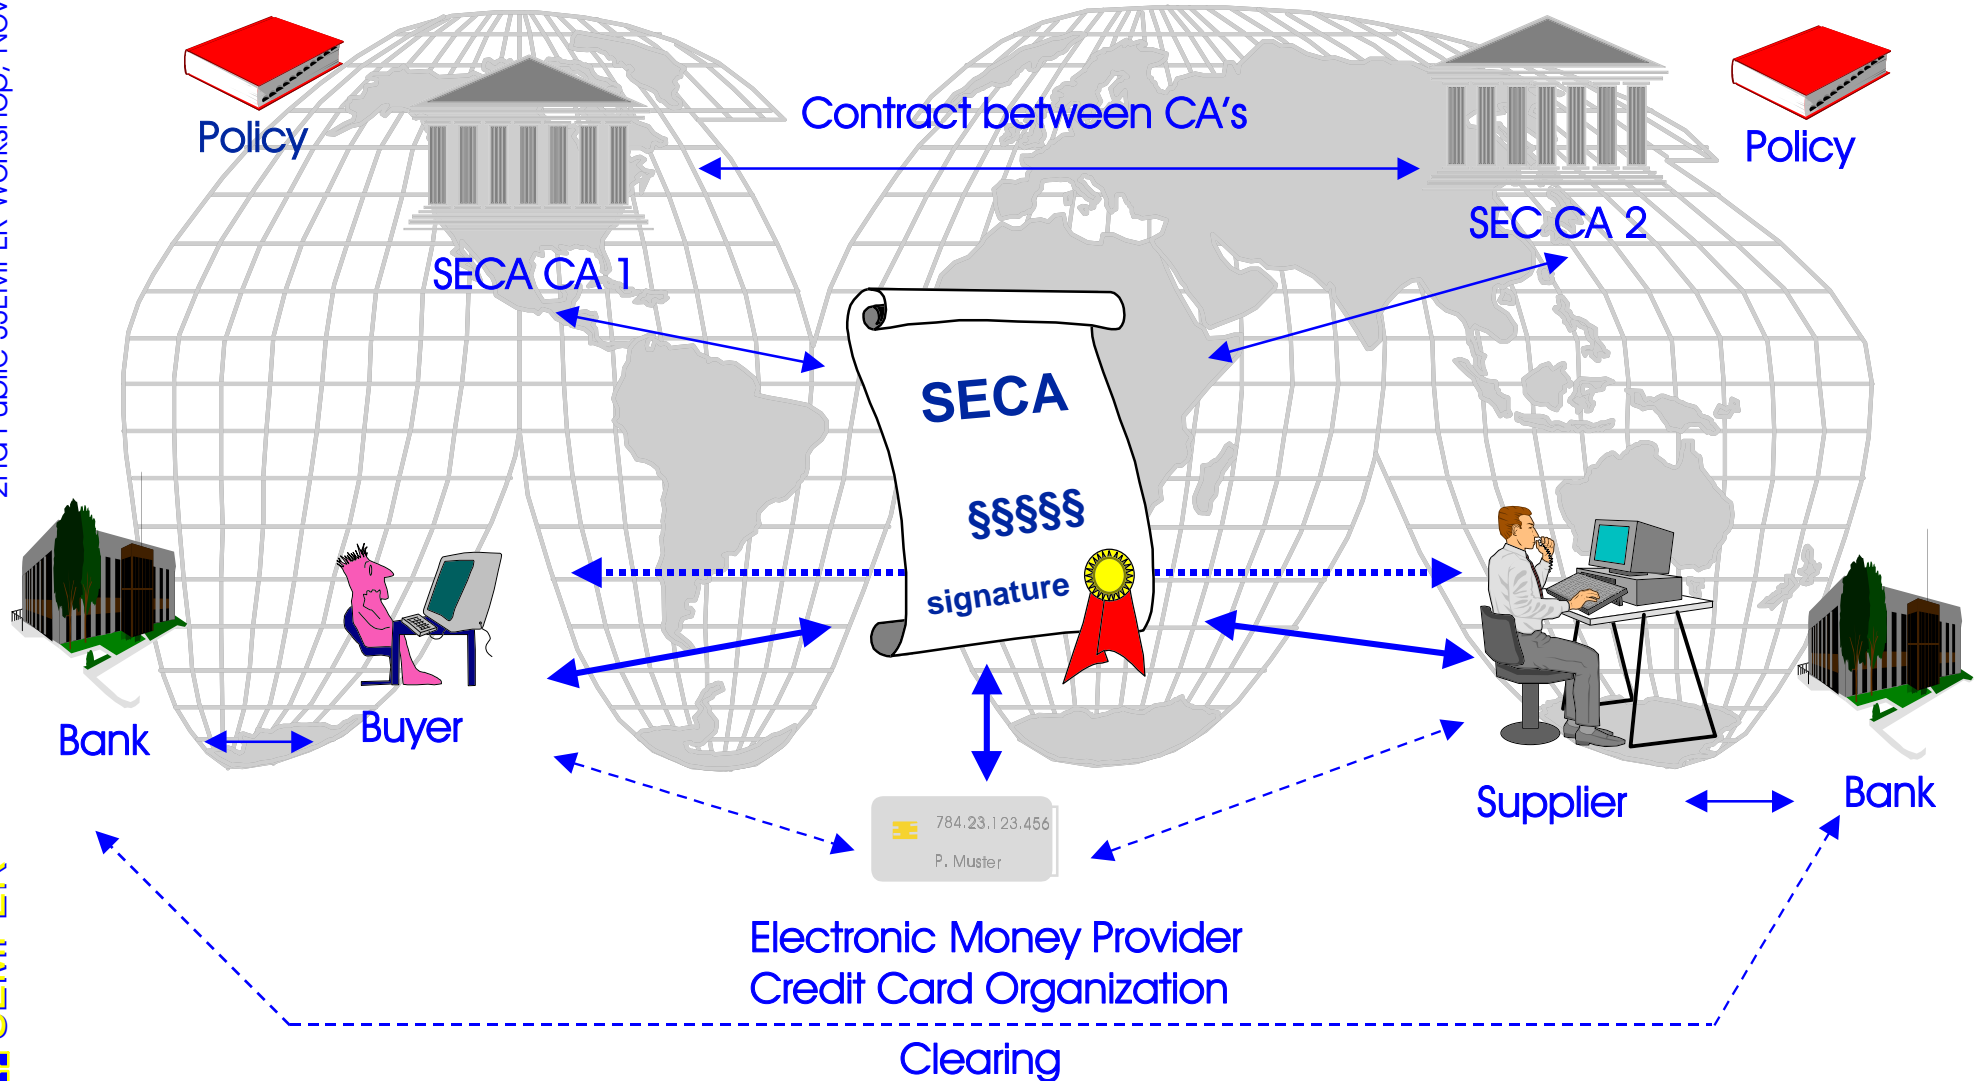 Policy
Contract between CA's
Policy
SEC CA 2
SECA CA 1
SECA
§§§§§
signature
Bank
Buyer
Supplier
Bank
784.23.123.456
P. Muster
Electronic Money Provider
Credit Card Organization
Clearing